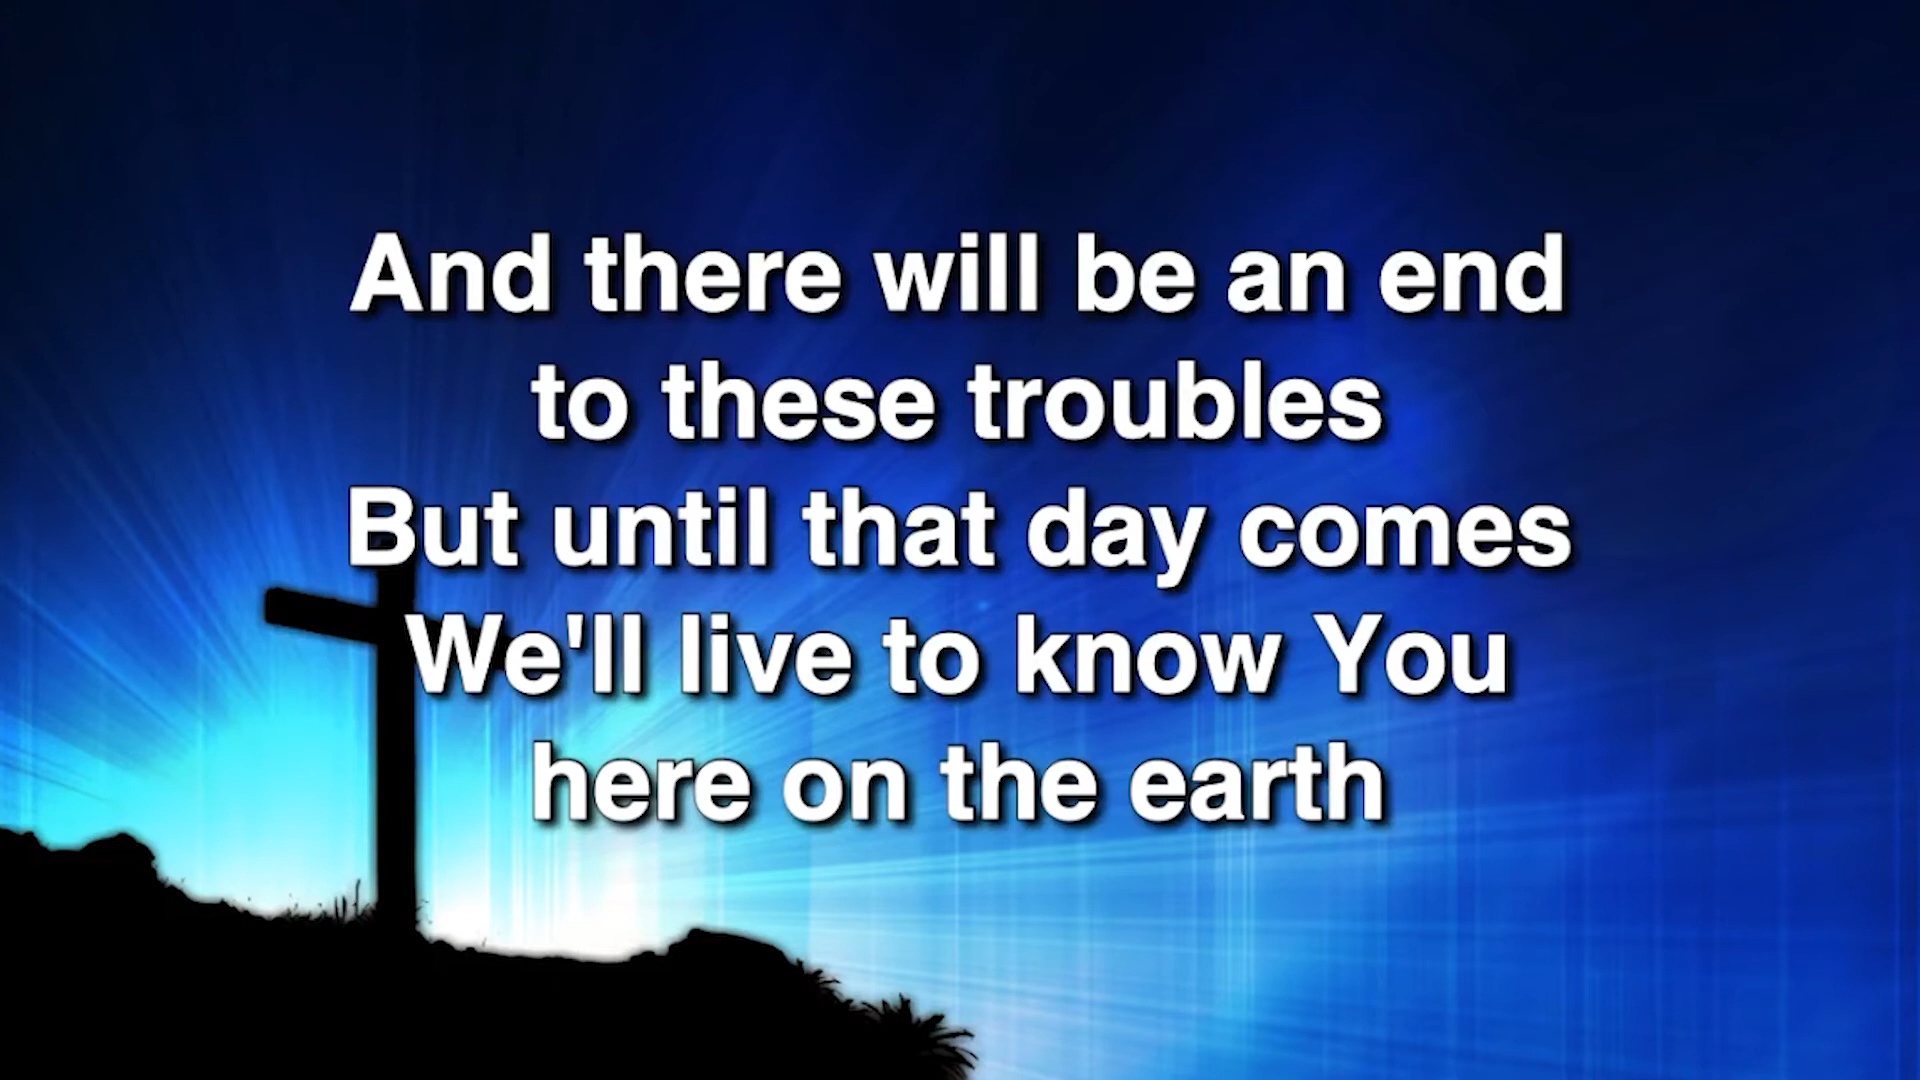 And there will be an end
to these troubles
But until that day comes
We'll live to know You
here on the earth